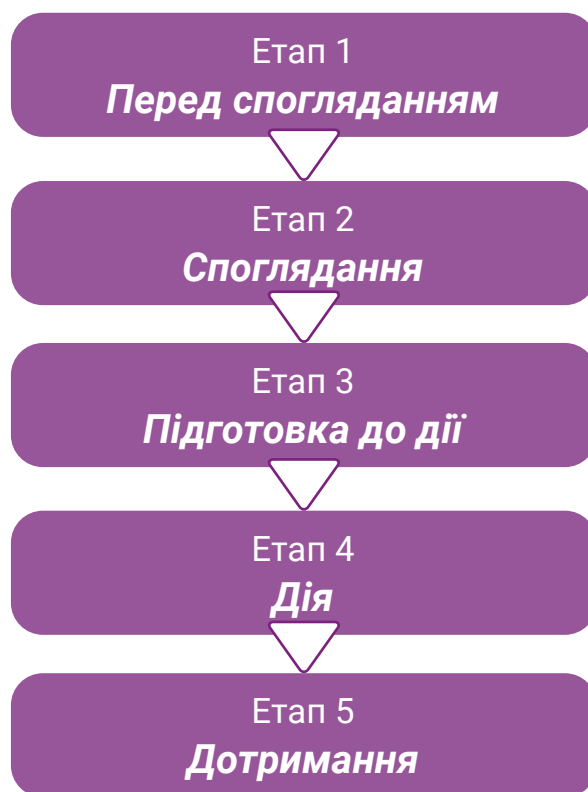 Етап 1
Перед спогляданням
Етап 2
Споглядання
Етап 3
Підготовка до дії
Етап 4
Дія
Етап 5
Дотримання